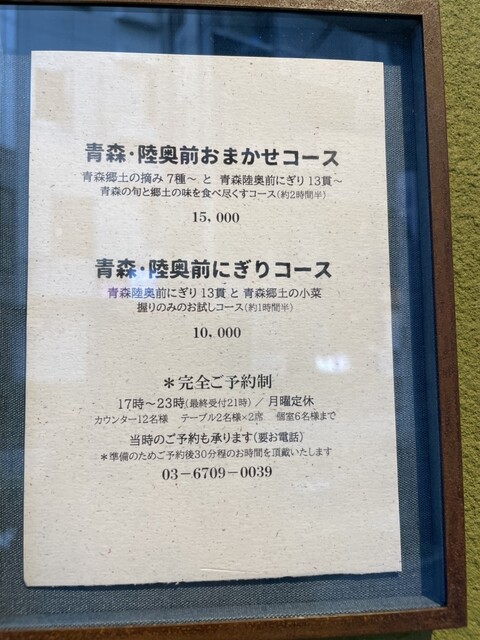 青森・陸奥前おまかせコース
青森郷土の摘み7種～ と 青森陸奥前にぎり13貫～
青森の旬と郷土の味を食べ尽くすコース（約2時間半）
15，000
青森・陸奥前にぎりコース
青森陸奥前にぎり13貫 と 青森郷土の小菜
握りのみのお試しコース（約1時間半）
10，000
＊完全ご予約制
17時～23時（最終受付21時） ／ 月曜定休
カウンター12名様　テーブル2名様×2席　個室6名様まで
当時のご予約も承ります（要お電話）
＊準備のためご予約後30分程のお時間を頂戴いたします
03－6709－0039